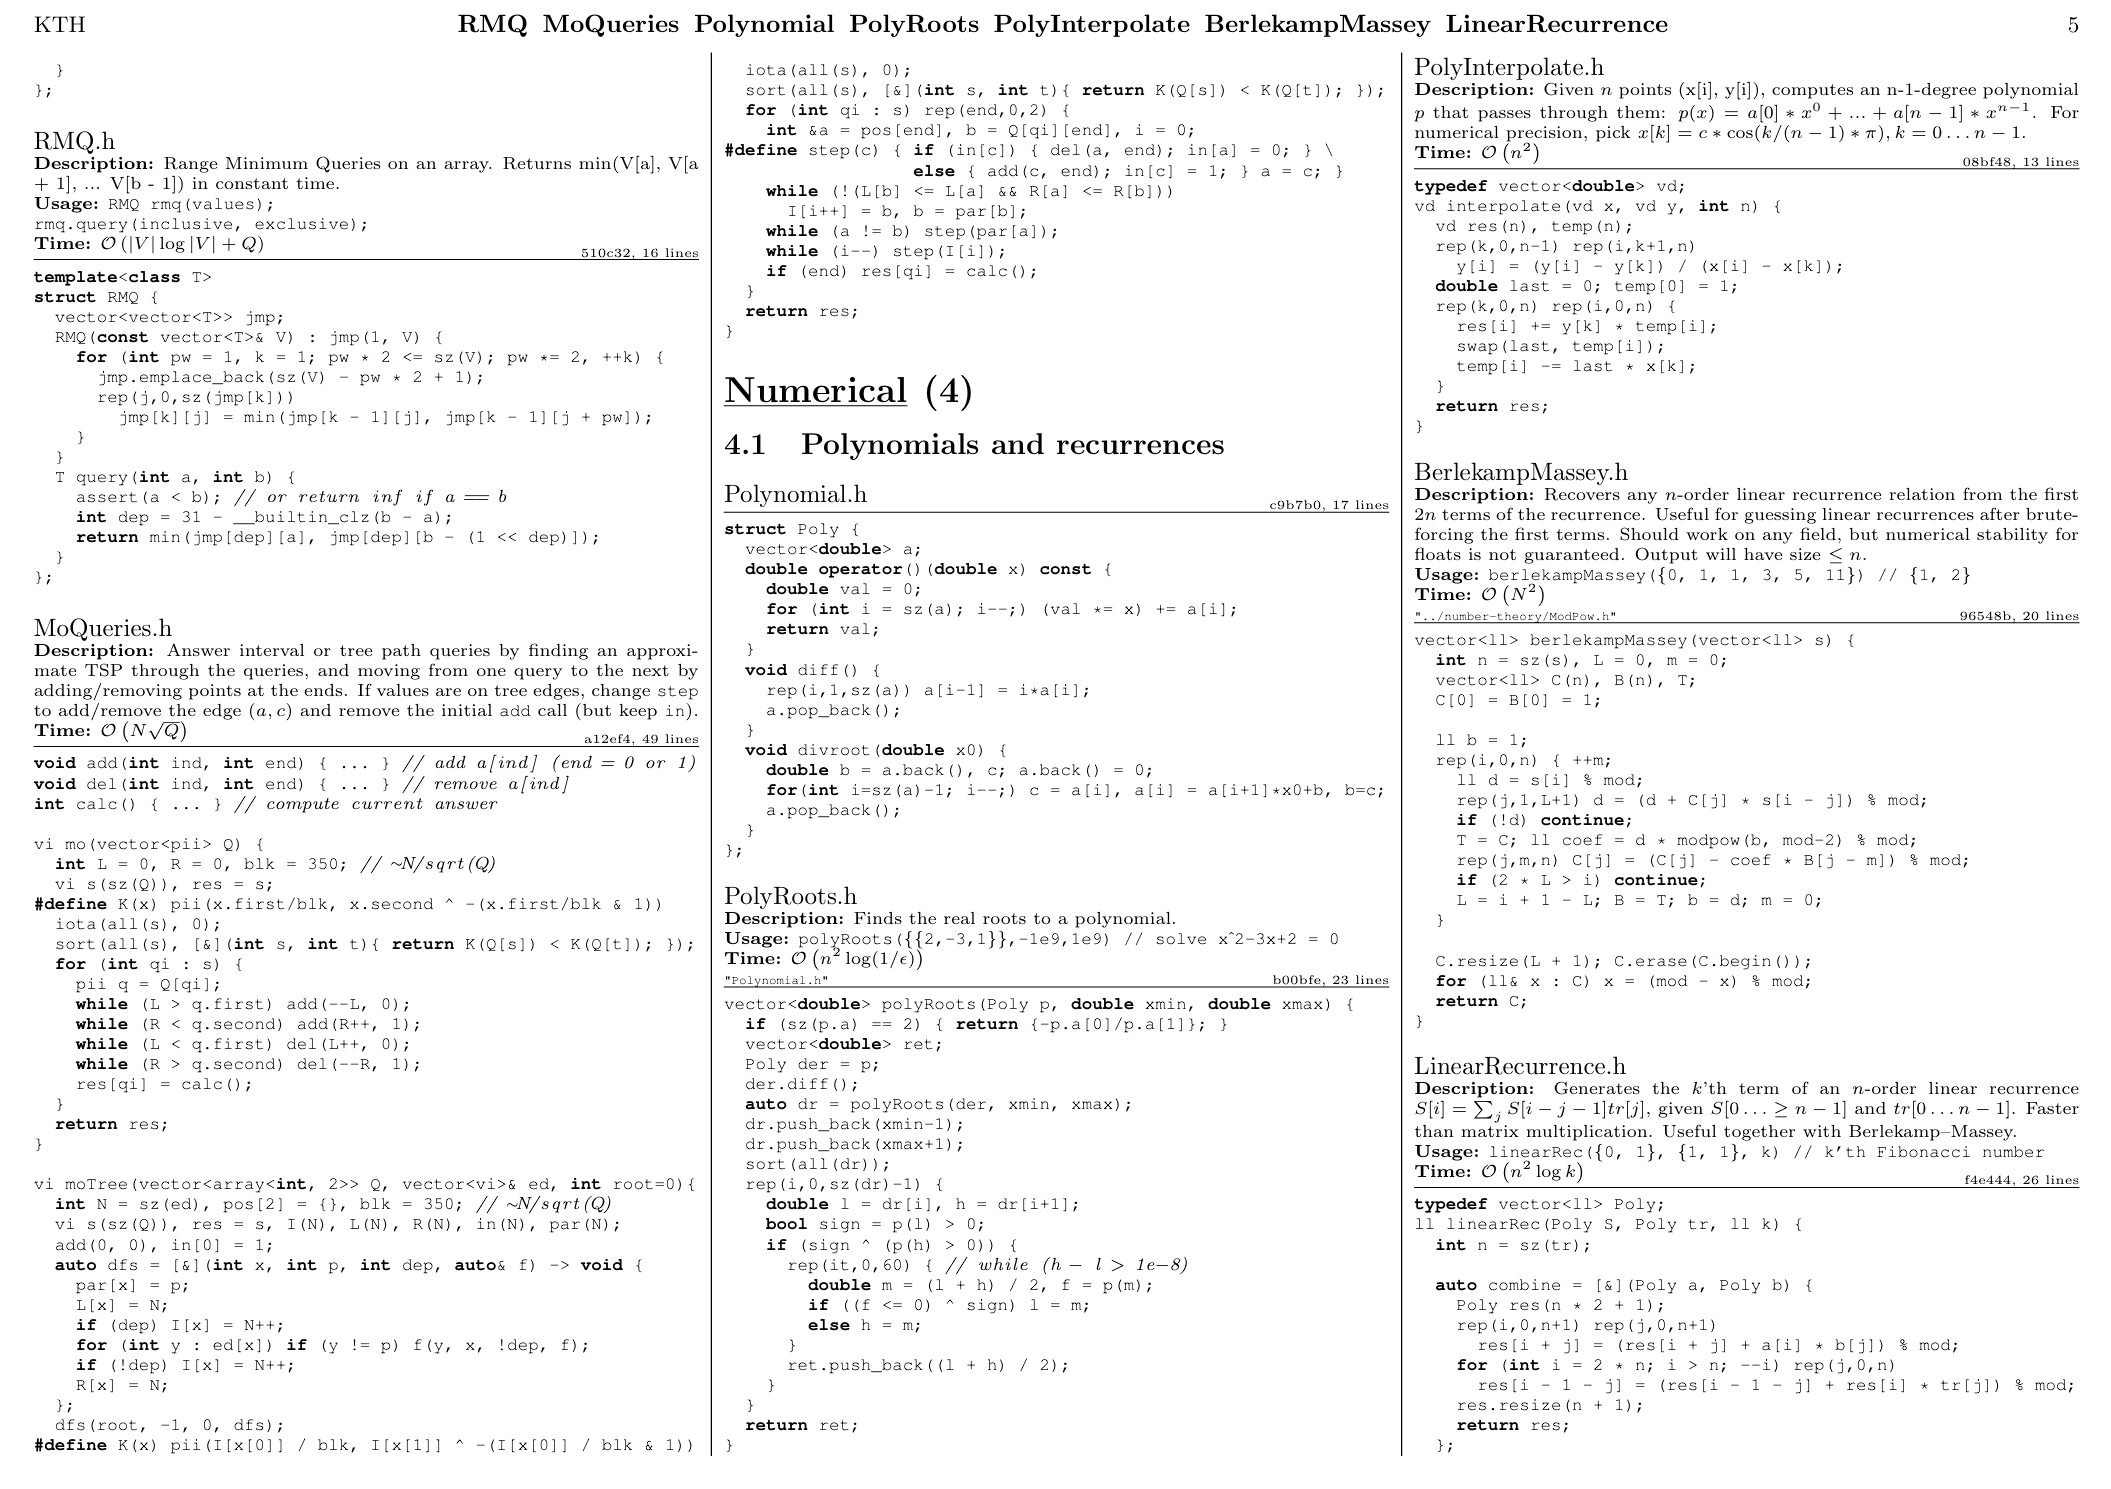 KTH
RMQ MoQueries Polynomial PolyRoots PolyInterpolate BerlekampMassey LinearRecurrence
5
  }
};
RMQ.h
Description: Range Minimum Queries on an array. Returns min(V[a], V[a
+ 1], ... V[b - 1]) in constant time.
Usage: RMQ rmq(values);
rmq.query(inclusive, exclusive);
Time: O(|V| log |V| + Q)
510c32, 16 lines
template<class T>
struct RMQ {
  vector<vector<T>> jmp;
  RMQ(const vector<T>& V) : jmp(1, V) {
    for (int pw = 1, k = 1; pw * 2 <= sz(V); pw *= 2, ++k) {
      jmp.emplace_back(sz(V) - pw * 2 + 1);
      rep(j,0,sz(jmp[k]))
        jmp[k][j] = min(jmp[k - 1][j], jmp[k - 1][j + pw]);
    }
  }
  T query(int a, int b) {
    assert(a < b); // or return inf if a == b
    int dep = 31 - __builtin_clz(b - a);
    return min(jmp[dep][a], jmp[dep][b - (1 << dep)]);
  }
};
MoQueries.h
Description: Answer interval or tree path queries by finding an approxi-
mate TSP through the queries, and moving from one query to the next by
adding/removing points at the ends. If values are on tree edges, change step
to add/remove the edge (a, c) and remove the initial add call (but keep in).
Time: O(N√Q)
a12ef4, 49 lines
void add(int ind, int end) { ... } // add a[ind] (end = 0 or 1)
void del(int ind, int end) { ... } // remove a[ind]
int calc() { ... } // compute current answer

vi mo(vector<pii> Q) {
  int L = 0, R = 0, blk = 350; // ~N/sqrt(Q)
  vi s(sz(Q)), res = s;
#define K(x) pii(x.first/blk, x.second ^ -(x.first/blk & 1))
  iota(all(s), 0);
  sort(all(s), [&](int s, int t){ return K(Q[s]) < K(Q[t]); });
  for (int qi : s) {
    pii q = Q[qi];
    while (L > q.first) add(--L, 0);
    while (R < q.second) add(R++, 1);
    while (L < q.first) del(L++, 0);
    while (R > q.second) del(--R, 1);
    res[qi] = calc();
  }
  return res;
}

vi moTree(vector<array<int, 2>> Q, vector<vi>& ed, int root=0){
  int N = sz(ed), pos[2] = {}, blk = 350; // ~N/sqrt(Q)
  vi s(sz(Q)), res = s, I(N), L(N), R(N), in(N), par(N);
  add(0, 0), in[0] = 1;
  auto dfs = [&](int x, int p, int dep, auto& f) -> void {
    par[x] = p;
    L[x] = N;
    if (dep) I[x] = N++;
    for (int y : ed[x]) if (y != p) f(y, x, !dep, f);
    if (!dep) I[x] = N++;
    R[x] = N;
  };
  dfs(root, -1, 0, dfs);
#define K(x) pii(I[x[0]] / blk, I[x[1]] ^ -(I[x[0]] / blk & 1))
  iota(all(s), 0);
  sort(all(s), [&](int s, int t){ return K(Q[s]) < K(Q[t]); });
  for (int qi : s) rep(end,0,2) {
    int &a = pos[end], b = Q[qi][end], i = 0;
#define step(c) { if (in[c]) { del(a, end); in[a] = 0; } \
                  else { add(c, end); in[c] = 1; } a = c; }
    while (!(L[b] <= L[a] && R[a] <= R[b]))
      I[i++] = b, b = par[b];
    while (a != b) step(par[a]);
    while (i--) step(I[i]);
    if (end) res[qi] = calc();
  }
  return res;
}
Numerical (4)
4.1 Polynomials and recurrences
Polynomial.h
c9b7b0, 17 lines
struct Poly {
  vector<double> a;
  double operator()(double x) const {
    double val = 0;
    for (int i = sz(a); i--;) (val *= x) += a[i];
    return val;
  }
  void diff() {
    rep(i,1,sz(a)) a[i-1] = i*a[i];
    a.pop_back();
  }
  void divroot(double x0) {
    double b = a.back(), c; a.back() = 0;
    for(int i=sz(a)-1; i--;) c = a[i], a[i] = a[i+1]*x0+b, b=c;
    a.pop_back();
  }
};
PolyRoots.h
Description: Finds the real roots to a polynomial.
Usage: polyRoots({{2,-3,1}},-1e9,1e9) // solve x^2-3x+2 = 0
Time: O(n² log(1/ϵ))
"Polynomial.h"
b00bfe, 23 lines
vector<double> polyRoots(Poly p, double xmin, double xmax) {
  if (sz(p.a) == 2) { return {-p.a[0]/p.a[1]}; }
  vector<double> ret;
  Poly der = p;
  der.diff();
  auto dr = polyRoots(der, xmin, xmax);
  dr.push_back(xmin-1);
  dr.push_back(xmax+1);
  sort(all(dr));
  rep(i,0,sz(dr)-1) {
    double l = dr[i], h = dr[i+1];
    bool sign = p(l) > 0;
    if (sign ^ (p(h) > 0)) {
      rep(it,0,60) { // while (h - l > 1e-8)
        double m = (l + h) / 2, f = p(m);
        if ((f <= 0) ^ sign) l = m;
        else h = m;
      }
      ret.push_back((l + h) / 2);
    }
  }
  return ret;
}
PolyInterpolate.h
Description: Given n points (x[i], y[i]), computes an n-1-degree polynomial
p that passes through them: p(x) = a[0] * x⁰ + ... + a[n − 1] * xⁿ⁻¹. For
numerical precision, pick x[k] = c * cos(k/(n − 1) * π), k = 0 . . . n − 1.
Time: O(n²)
08bf48, 13 lines
typedef vector<double> vd;
vd interpolate(vd x, vd y, int n) {
  vd res(n), temp(n);
  rep(k,0,n-1) rep(i,k+1,n)
    y[i] = (y[i] - y[k]) / (x[i] - x[k]);
  double last = 0; temp[0] = 1;
  rep(k,0,n) rep(i,0,n) {
    res[i] += y[k] * temp[i];
    swap(last, temp[i]);
    temp[i] -= last * x[k];
  }
  return res;
}
BerlekampMassey.h
Description: Recovers any n-order linear recurrence relation from the first
2n terms of the recurrence. Useful for guessing linear recurrences after brute-
forcing the first terms. Should work on any field, but numerical stability for
floats is not guaranteed. Output will have size ≤ n.
Usage: berlekampMassey({0, 1, 1, 3, 5, 11}) // {1, 2}
Time: O(N²)
"../number-theory/ModPow.h"
96548b, 20 lines
vector<ll> berlekampMassey(vector<ll> s) {
  int n = sz(s), L = 0, m = 0;
  vector<ll> C(n), B(n), T;
  C[0] = B[0] = 1;

  ll b = 1;
  rep(i,0,n) { ++m;
    ll d = s[i] % mod;
    rep(j,1,L+1) d = (d + C[j] * s[i - j]) % mod;
    if (!d) continue;
    T = C; ll coef = d * modpow(b, mod-2) % mod;
    rep(j,m,n) C[j] = (C[j] - coef * B[j - m]) % mod;
    if (2 * L > i) continue;
    L = i + 1 - L; B = T; b = d; m = 0;
  }

  C.resize(L + 1); C.erase(C.begin());
  for (ll& x : C) x = (mod - x) % mod;
  return C;
}
LinearRecurrence.h
Description: Generates the k'th term of an n-order linear recurrence
S[i] = ∑ⱼ S[i − j − 1]tr[j], given S[0 . . . ≥ n − 1] and tr[0 . . . n − 1]. Faster
than matrix multiplication. Useful together with Berlekamp–Massey.
Usage: linearRec({0, 1}, {1, 1}, k) // k'th Fibonacci number
Time: O(n² log k)
f4e444, 26 lines
typedef vector<ll> Poly;
ll linearRec(Poly S, Poly tr, ll k) {
  int n = sz(tr);

  auto combine = [&](Poly a, Poly b) {
    Poly res(n * 2 + 1);
    rep(i,0,n+1) rep(j,0,n+1)
      res[i + j] = (res[i + j] + a[i] * b[j]) % mod;
    for (int i = 2 * n; i > n; --i) rep(j,0,n)
      res[i - 1 - j] = (res[i - 1 - j] + res[i] * tr[j]) % mod;
    res.resize(n + 1);
    return res;
  };